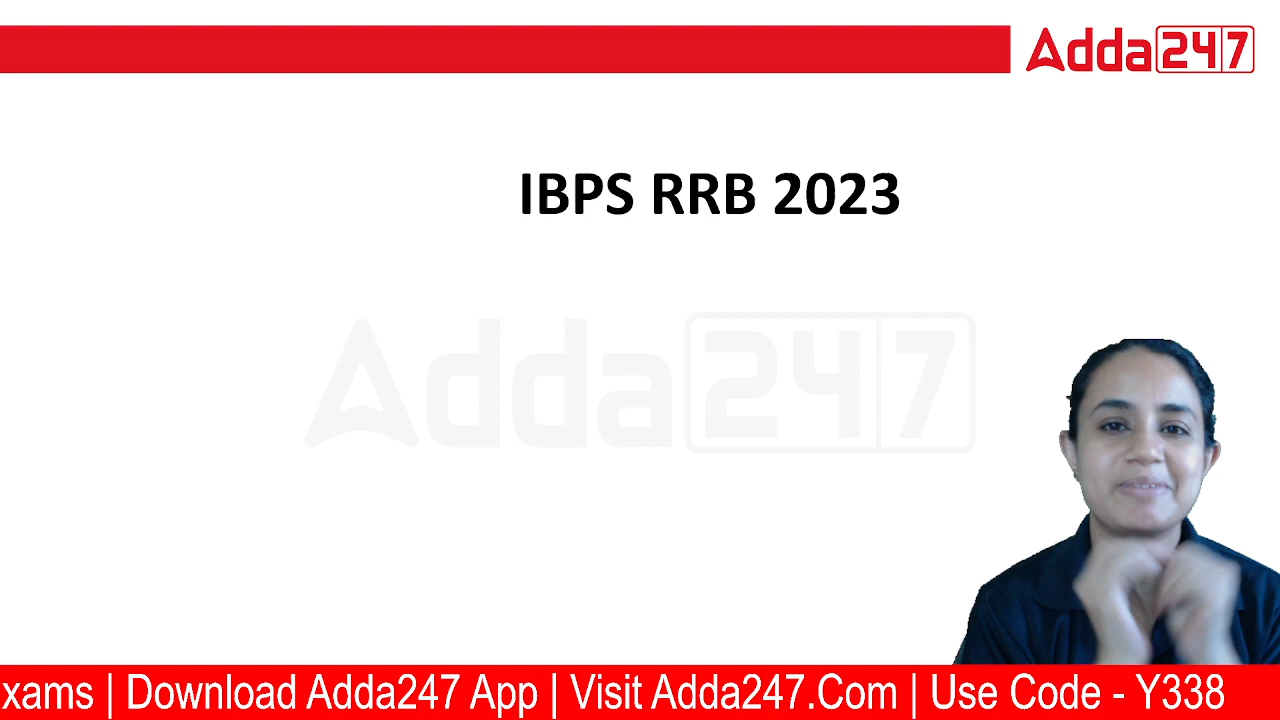 Adda247
IBPS RRB 2023
Adda247
xams | Download Adda247 App | Visit Adda247.Com | Use Code - Y338